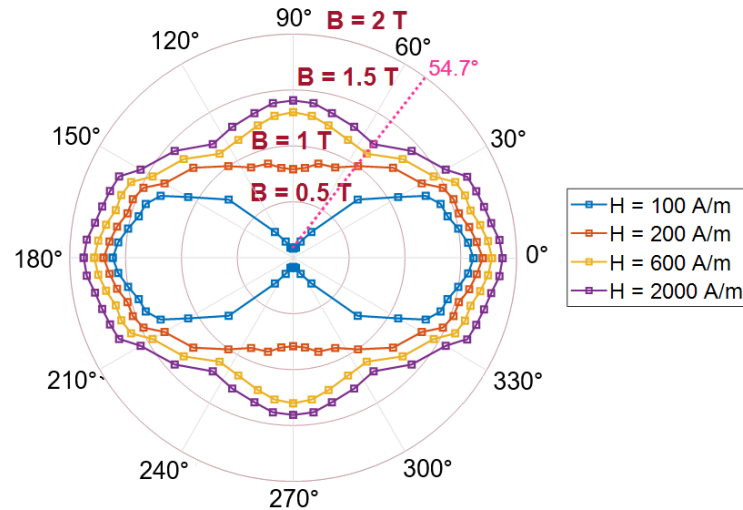 90°
B = 2 T
120°
60°
B = 1.5 T
54.7°
150°
B = 1 T
30°
B = 0.5 T
180°
0°
H = 100 A/m
H = 200 A/m
H = 600 A/m
H = 2000 A/m
210°
330°
240°
300°
270°